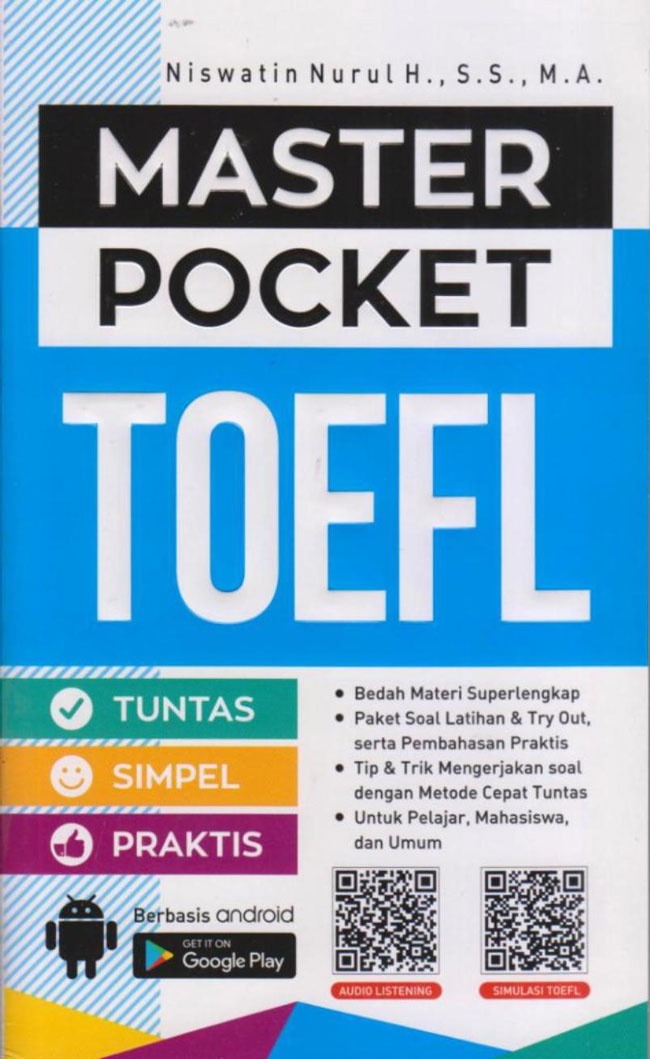 Niswatin Nurul H., S.S., M.A.
MASTER
POCKET
TOEFL
TUNTAS
SIMPEL
PRAKTIS
• Bedah Materi Superlengkap
• Paket Soal Latihan & Try Out,
serta Pembahasan Praktis
• Tip & Trik Mengerjakan soal
dengan Metode Cepat Tuntas
• Untuk Pelajar, Mahasiswa,
dan Umum
Berbasis android
GET IT ON
Google Play
AUDIO LISTENING
SIMULASI TOEFL